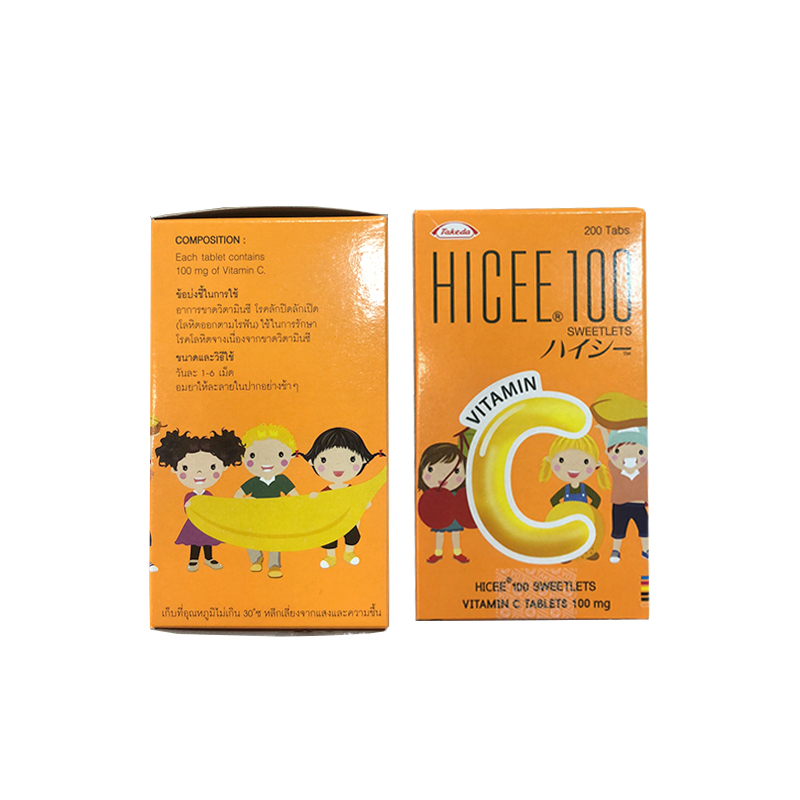 COMPOSITION :
Each tablet contains
100 mg of Vitamin C.
ข้อบ่งชี้ในการใช้
อาการขาดวิตามินซี โรคลักปิดลักเปิด
(โลหิตออกตามไรฟัน) ใช้ในการรักษา
โรคโลหิตจางเนื่องจากขาดวิตามินซี
ขนาดและวิธีใช้
วันละ 1-6 เม็ด
อมยาให้ละลายในปากอย่างช้าๆ
เก็บที่อุณหภูมิไม่เกิน 30°ซ หลีกเลี่ยงจากแสงและความชื้น
Takeda
200 Tabs.
HICEE® 100
SWEETLETS
ハイシー™
VITAMIN
C
HICEE® 100 SWEETLETS
VITAMIN C TABLETS 100 mg